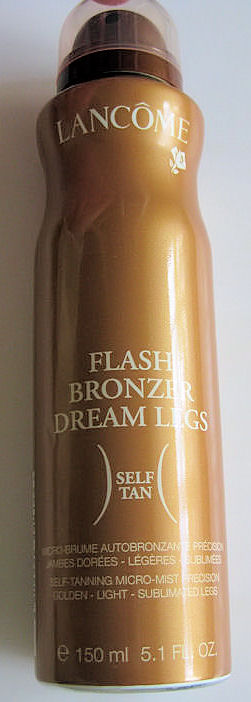 LANCÔME
FLASH
BRONZER
DREAM LEGS
SELF
TAN
MICRO-BRUME AUTOBRONZANTE PRÉCISION
JAMBES DORÉES - LÉGÈRES - SUBLIMÉES
SELF-TANNING MICRO-MIST PRECISION
GOLDEN - LIGHT - SUBLIMATED LEGS
e 150 ml 5.1 FL. OZ.